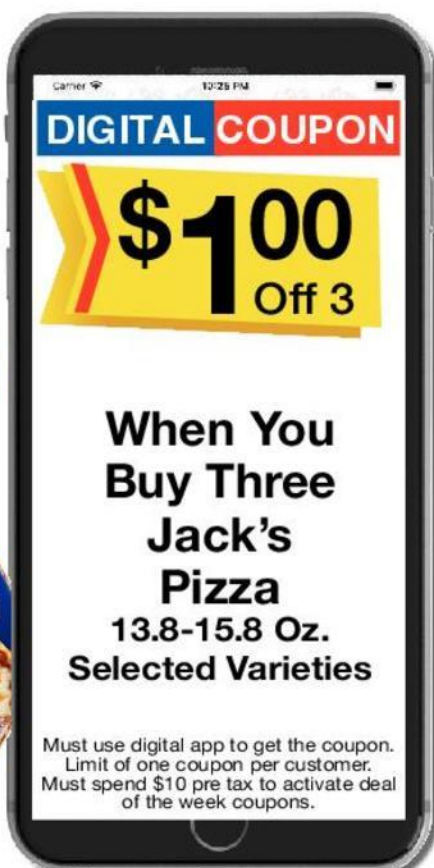 Carrier 10:25 PM
DIGITAL COUPON
$1.00
Off 3
When You
Buy Three
Jack's
Pizza
13.8-15.8 Oz.
Selected Varieties
Must use digital app to get the coupon.
Limit of one coupon per customer.
Must spend $10 pre tax to activate deal
of the week coupons.